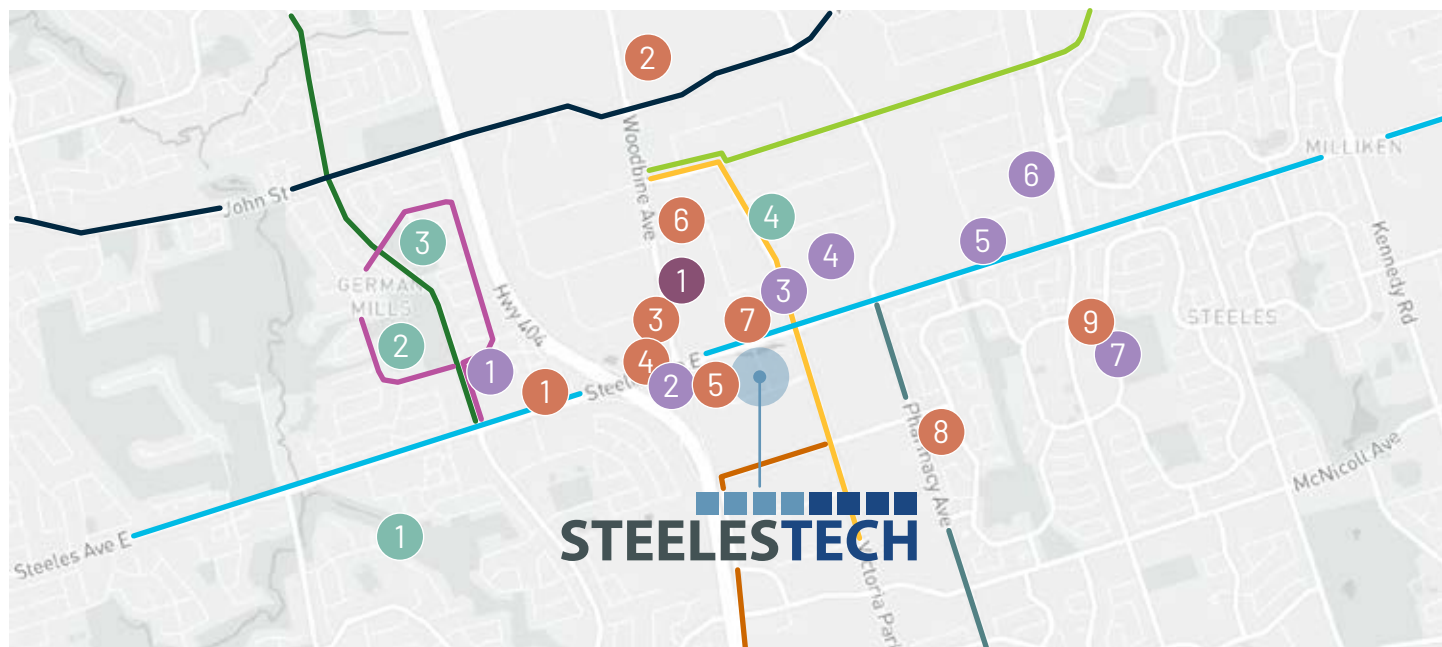 2
MILLIKEN
Woodbine Ave
6
John St
6
4
3
5
4
Kennedy Rd
1
3
GERMAN
MILLS
Hwy 404
3
7
9
STEELES
2
4
7
1
E
2
5
1
8
Pharmacy Ave
McNicoll Ave
1
Steeles Ave E
STEELESTECH
Victoria Park